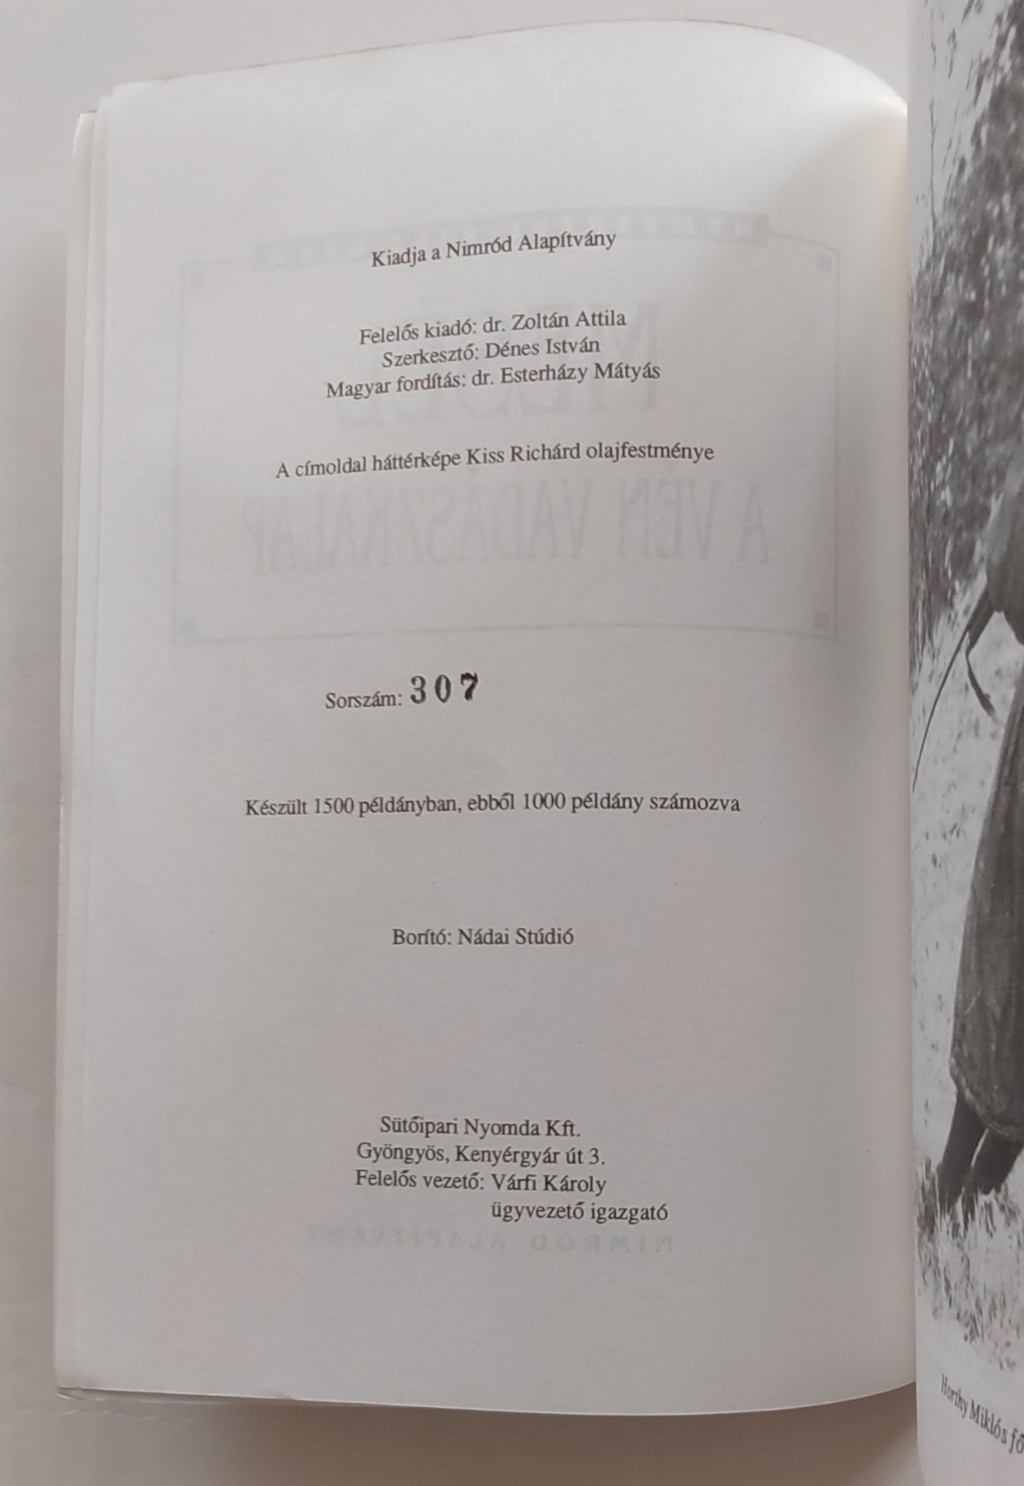 Kiadja a Nimród Alapítvány
Felelős kiadó: dr. Zoltán Attila
Szerkesztő: Dénes István
Magyar fordítás: dr. Esterházy Mátyás
A címoldal háttérképe Kiss Richárd olajfestménye
Sorszám: 307
Készült 1500 példányban, ebből 1000 példány számozva
Borító: Nádai Stúdió
Sütőipari Nyomda Kft.
Gyöngyös, Kenyérgyár út 3.
Felelős vezető: Várfi Károly
ügyvezető igazgató
Horthy Miklós